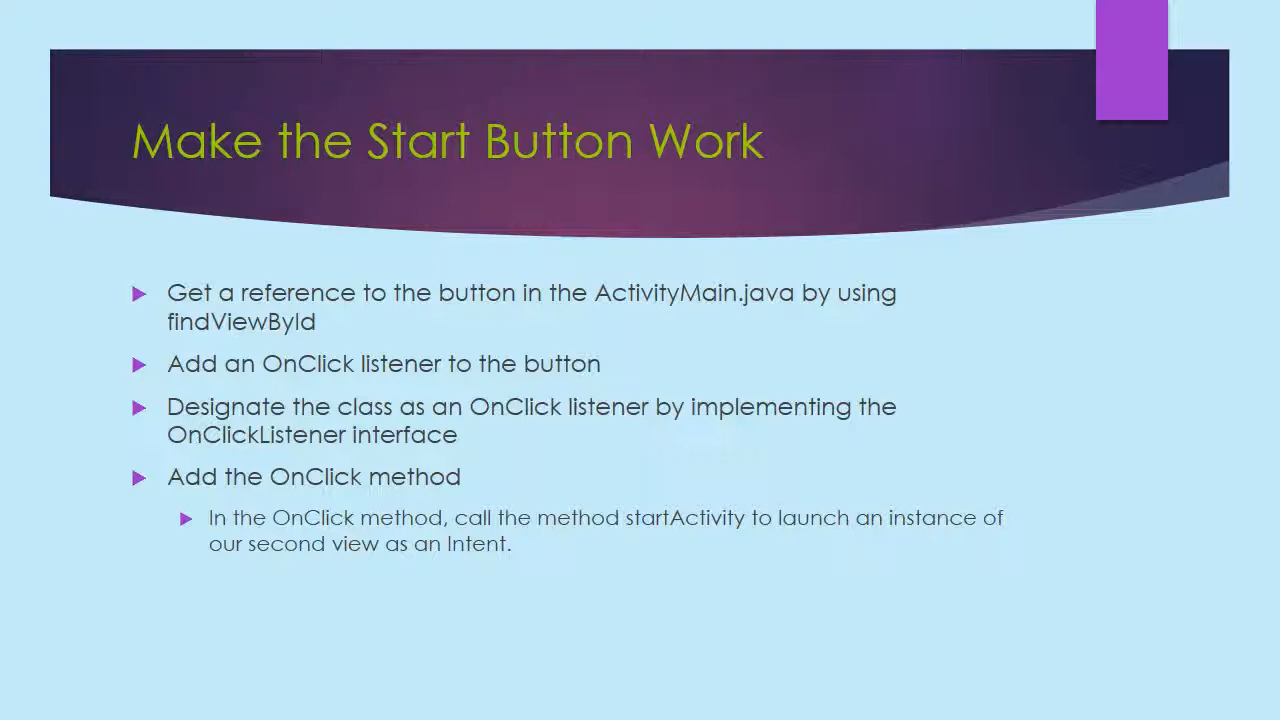 Make the Start Button Work
Get a reference to the button in the ActivityMain.java by using
findViewById
Add an OnClick listener to the button
Designate the class as an OnClick listener by implementing the
OnClickListener interface
Add the OnClick method
In the OnClick method, call the method startActivity to launch an instance of
our second view as an Intent.